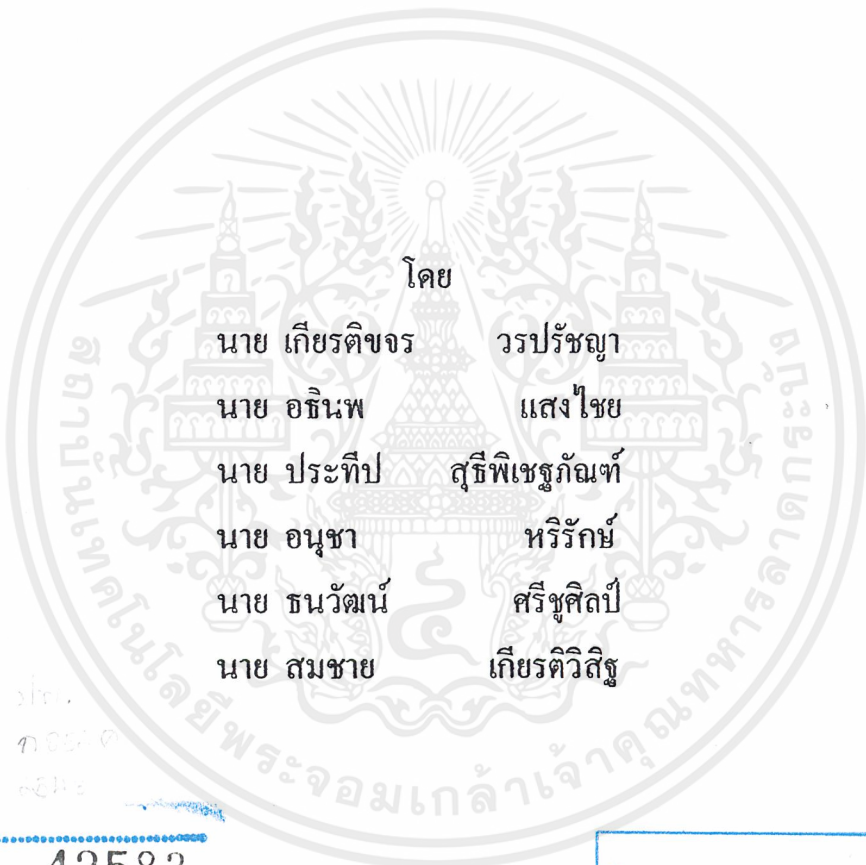 โดย
นาย เกียรติขจร วรปรัชญา
นาย อธินพ แสงไชย
นาย ประทีป สุธีพิเชฐภัณฑ์
นาย อนุชา หริรักษ์
นาย ธนวัฒน์ ศรีชูศิลป์
นาย สมชาย เกียรติวิสิฐ
สถาบันเทคโนโลยีพระจอมเกล้าเจ้าคุณทหารลาดกระบัง
42583